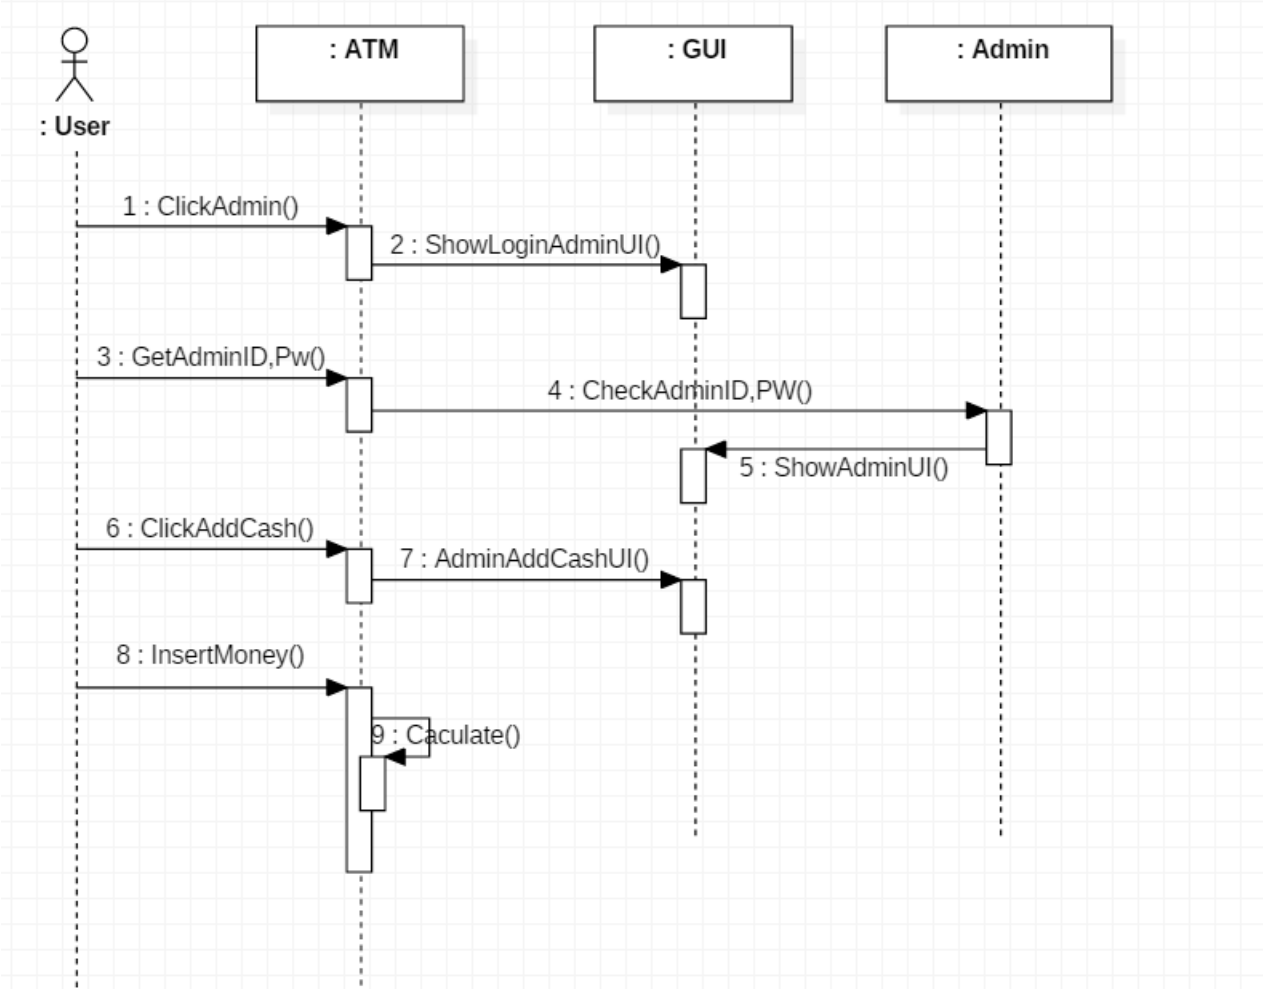 : ATM
: GUI
: Admin
: User
1 : ClickAdmin()
2 : ShowLoginAdminUI()
3 : GetAdminID,Pw()
4 : CheckAdminID,PW()
5 : ShowAdminUI()
6 : ClickAddCash()
7 : AdminAddCashUI()
8 : InsertMoney()
9 : Caculate()